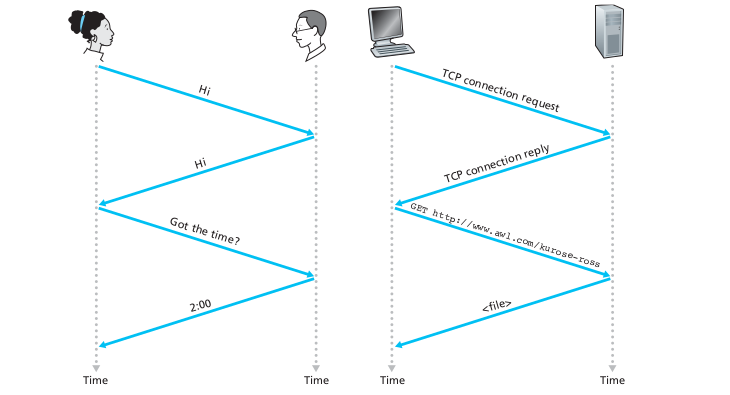 Hi
Hi
Got the time?
2:00
Time
Time
TCP connection request
TCP connection reply
GET http://www.awl.com/kurose-ross
<file>
Time
Time